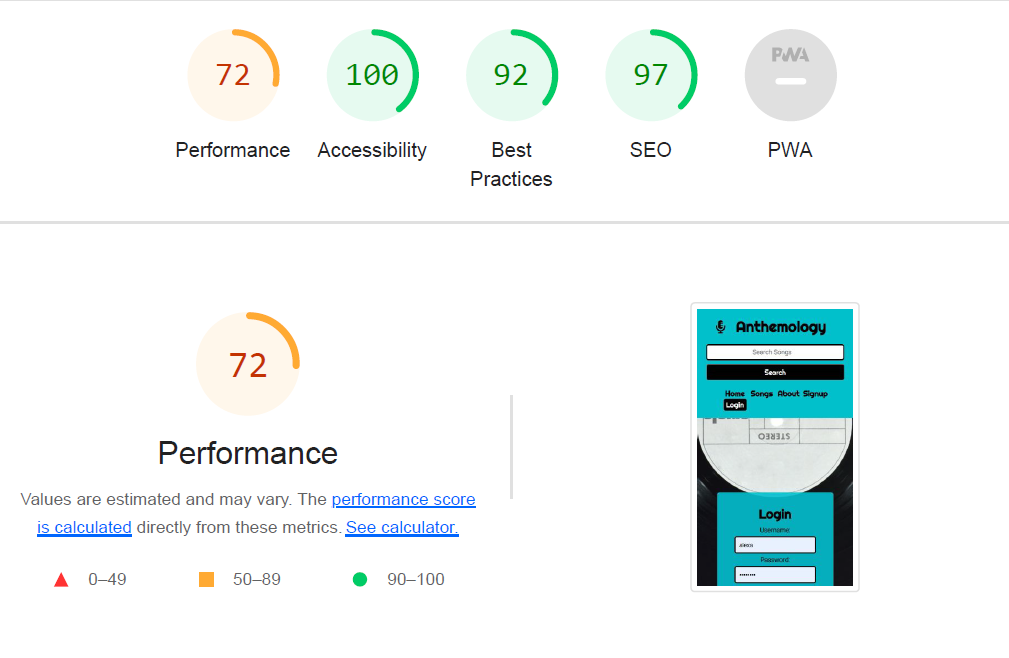 72
100
92
97
PWA
Performance
Accessibility
Best
Practices
SEO
PWA
72
Performance
Values are estimated and may vary. The performance score
is calculated directly from these metrics. See calculator.
0–49
50–89
90–100
Anthemology
Search Songs
Search
Home Songs About Signup
Login
STEREO
Login
Username:
Password: